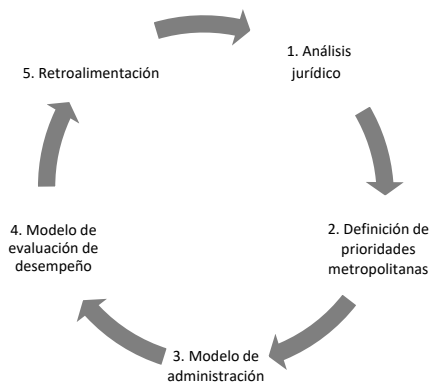 1. Análisis
jurídico
2. Definición de
prioridades
metropolitanas
3. Modelo de
administración
4. Modelo de
evaluación de
desempeño
5. Retroalimentación